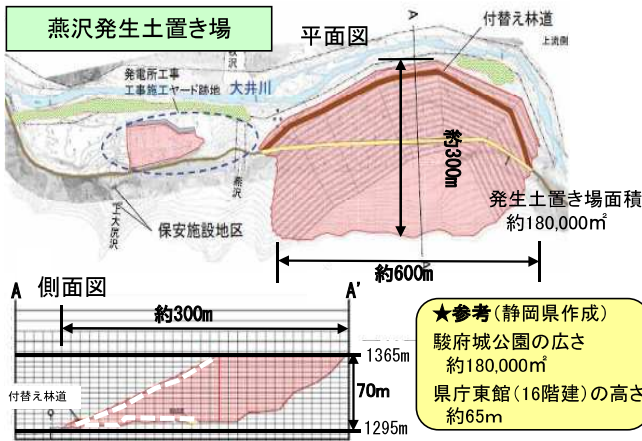 燕沢発生土置き場
平面図
付替え林道
上流側
A
発電所工事
工事施工ヤード跡地
大井川
約300m
燕沢
上大尻沢
保安施設地区
発生土置き場面積
約180,000㎡
約600m
A'
A 側面図
A'
約300m
1365m
70m
1295m
付替え林道
★参考(静岡県作成)
駿府城公園の広さ
約180,000㎡
県庁東館(16階建)の高さ
約65m